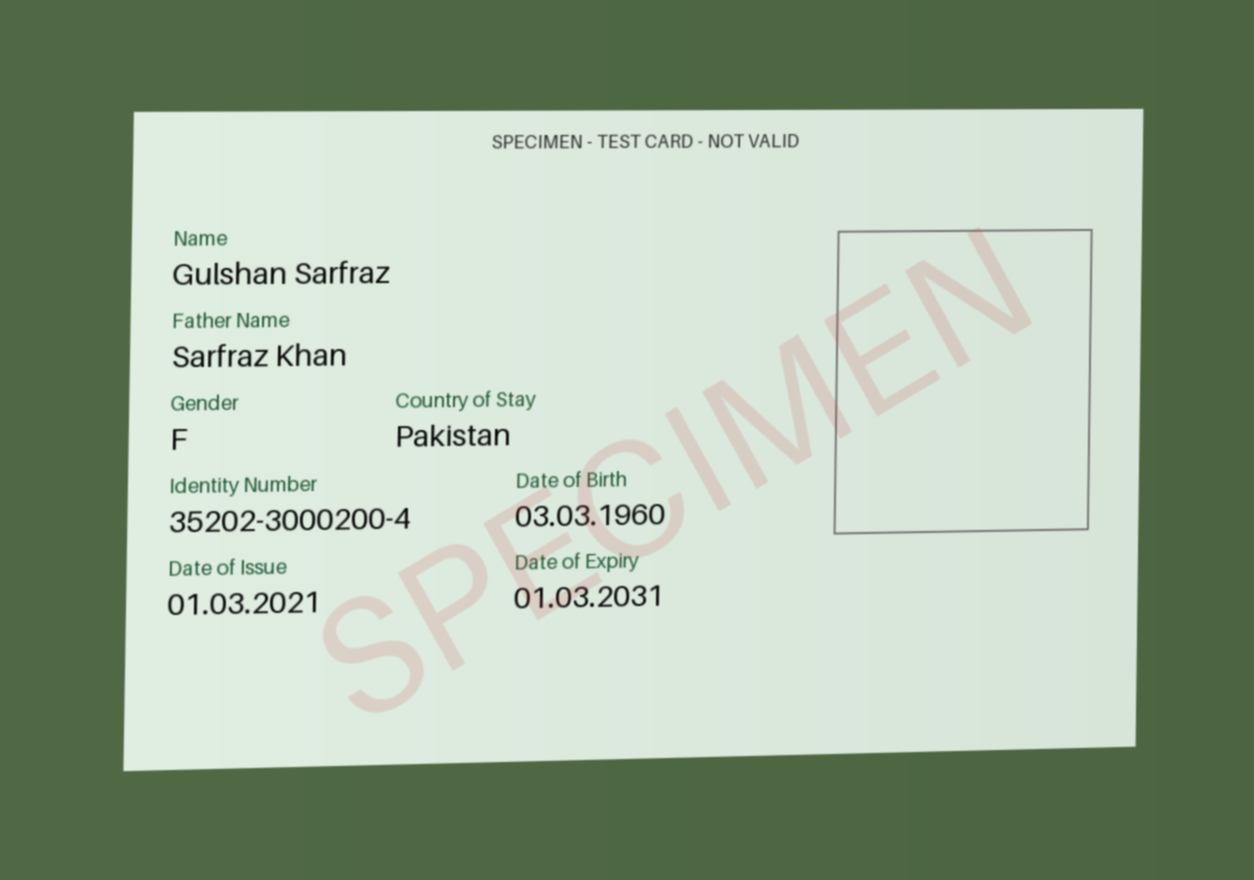 SPECIMEN - TEST CARD - NOT VALID
Name
Gulshan Sarfraz
Father Name
Sarfraz Khan
Gender Country of Stay
F Pakistan
Identity Number Date of Birth
35202-3000200-4 03.03.1960
Date of Issue Date of Expiry
01.03.2021 01.03.2031
SPECIMEN